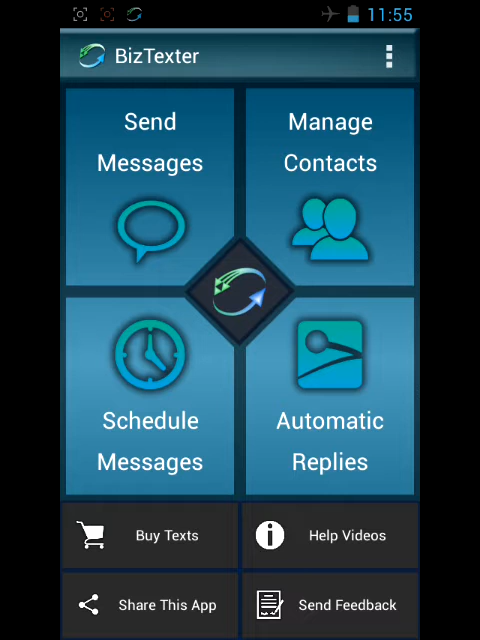 11:55
BizTexter
Send
Messages
Manage
Contacts
Schedule
Messages
Automatic
Replies
Buy Texts
Help Videos
Share This App
Send Feedback